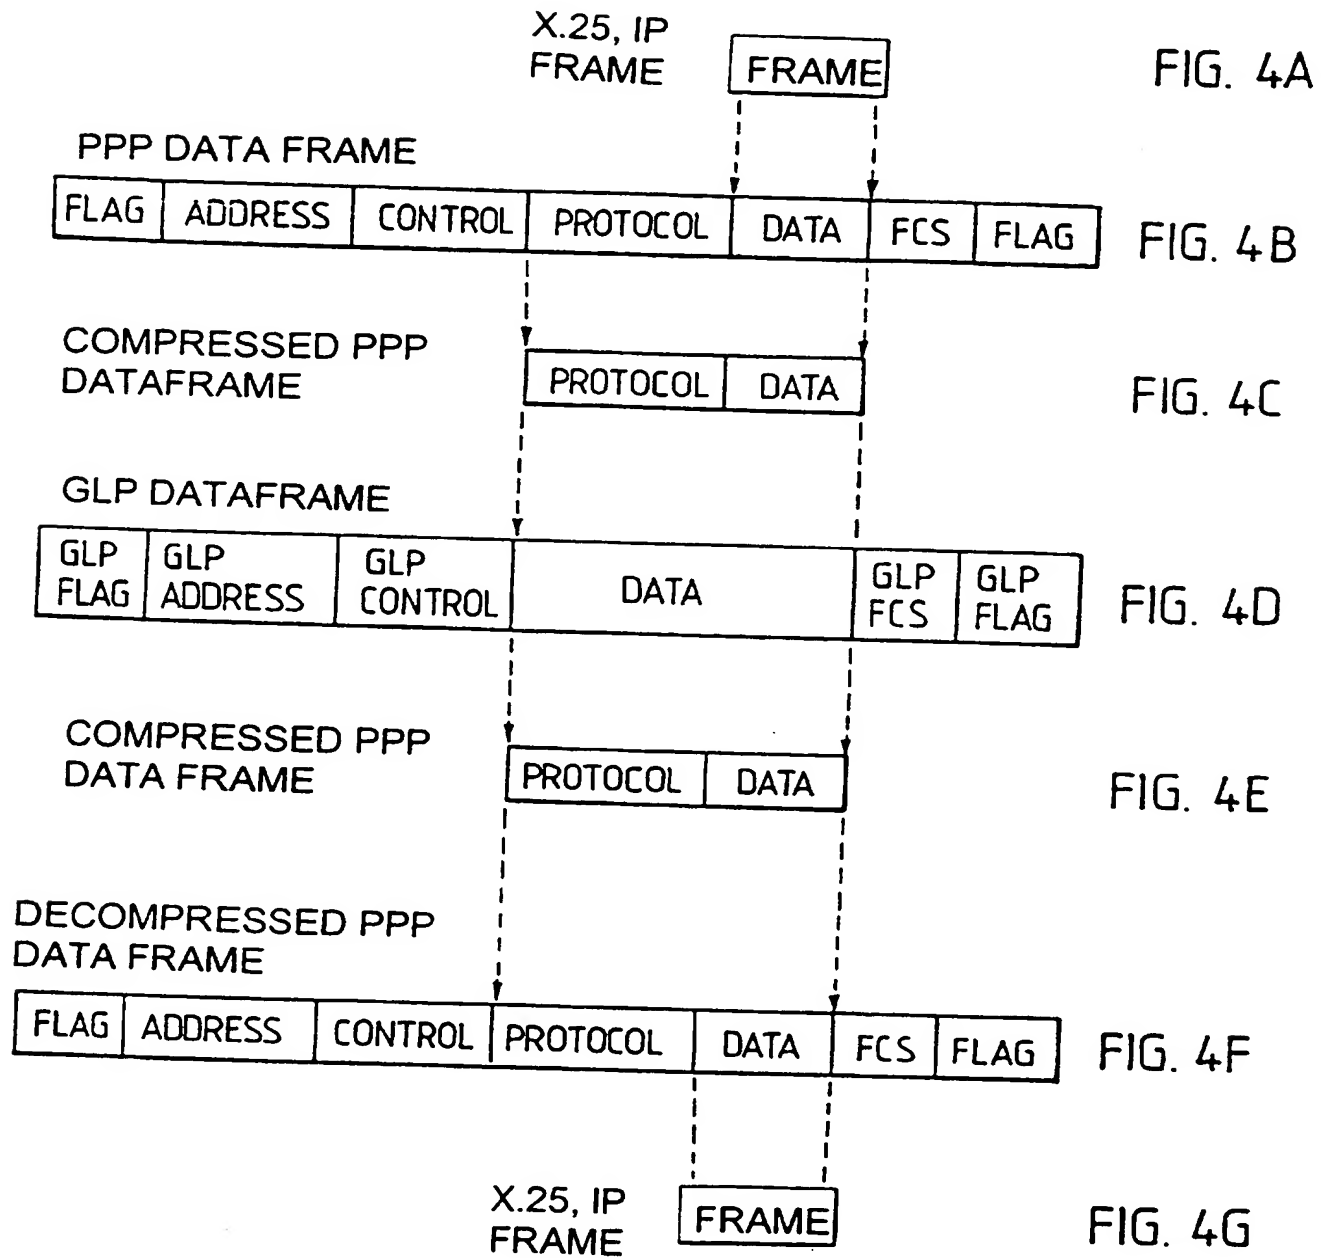 X.25, IP
FRAME
FRAME
FIG. 4A
PPP DATA FRAME
FLAG ADDRESS CONTROL PROTOCOL DATA FCS FLAG
FIG. 4B
COMPRESSED PPP
DATAFRAME
PROTOCOL DATA
FIG. 4C
GLP DATAFRAME
GLP
FLAG
GLP
ADDRESS
GLP
CONTROL
DATA
GLP
FCS
GLP
FLAG
FIG. 4D
COMPRESSED PPP
DATA FRAME
PROTOCOL DATA
FIG. 4E
DECOMPRESSED PPP
DATA FRAME
FLAG ADDRESS CONTROL PROTOCOL DATA FCS FLAG
FIG. 4F
X.25, IP
FRAME
FRAME
FIG. 4G